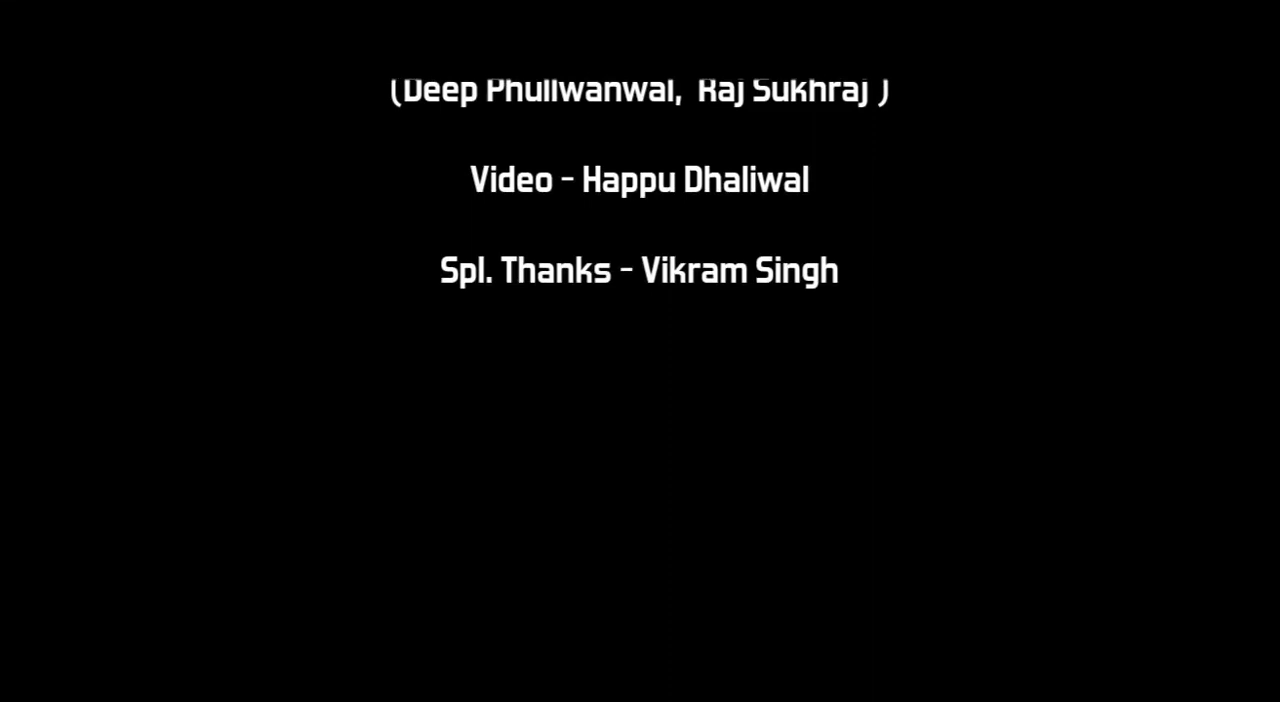 (Deep Phullwanwal, Raj Sukhraj )
Video - Happu Dhaliwal
Spl. Thanks - Vikram Singh